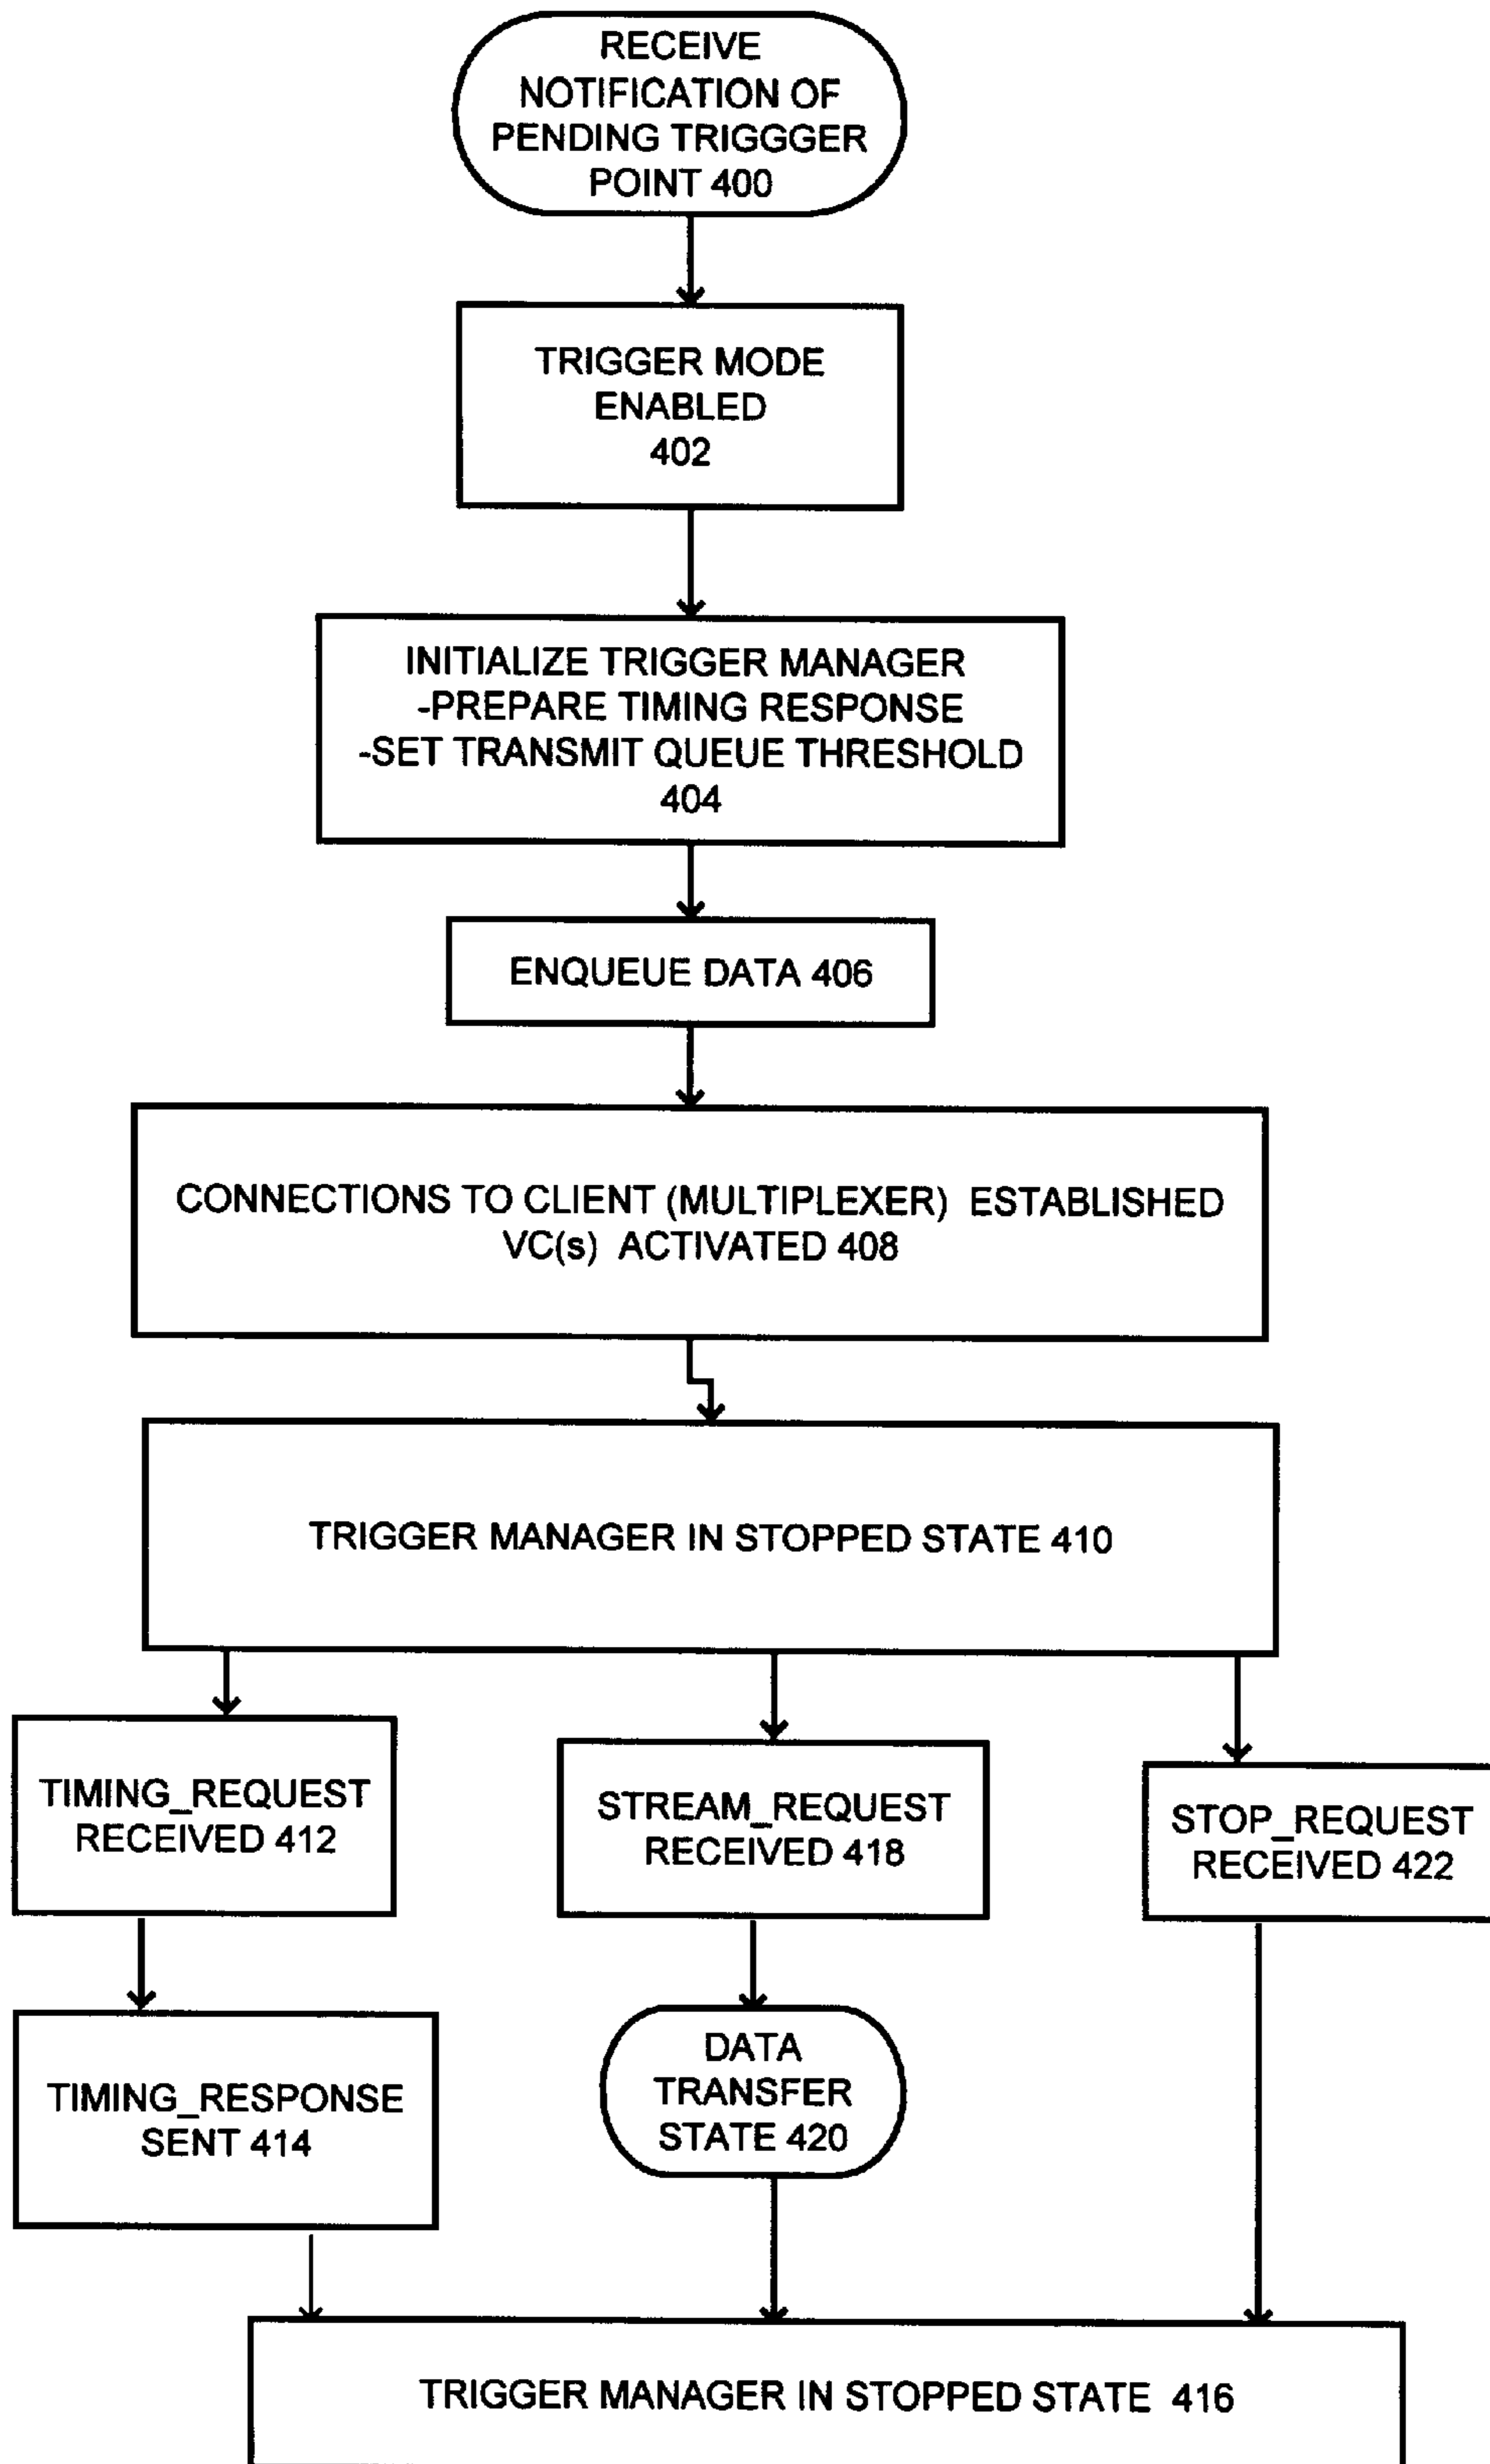 RECEIVE
NOTIFICATION OF
PENDING TRIGGGER
POINT 400
TRIGGER MODE
ENABLED
402
INITIALIZE TRIGGER MANAGER
-PREPARE TIMING RESPONSE
-SET TRANSMIT QUEUE THRESHOLD
404
ENQUEUE DATA 406
CONNECTIONS TO CLIENT (MULTIPLEXER) ESTABLISHED
VC(s) ACTIVATED 408
TRIGGER MANAGER IN STOPPED STATE 410
TIMING_REQUEST
RECEIVED 412
STREAM_REQUEST
RECEIVED 418
STOP_REQUEST
RECEIVED 422
TIMING_RESPONSE
SENT 414
DATA
TRANSFER
STATE 420
TRIGGER MANAGER IN STOPPED STATE 416